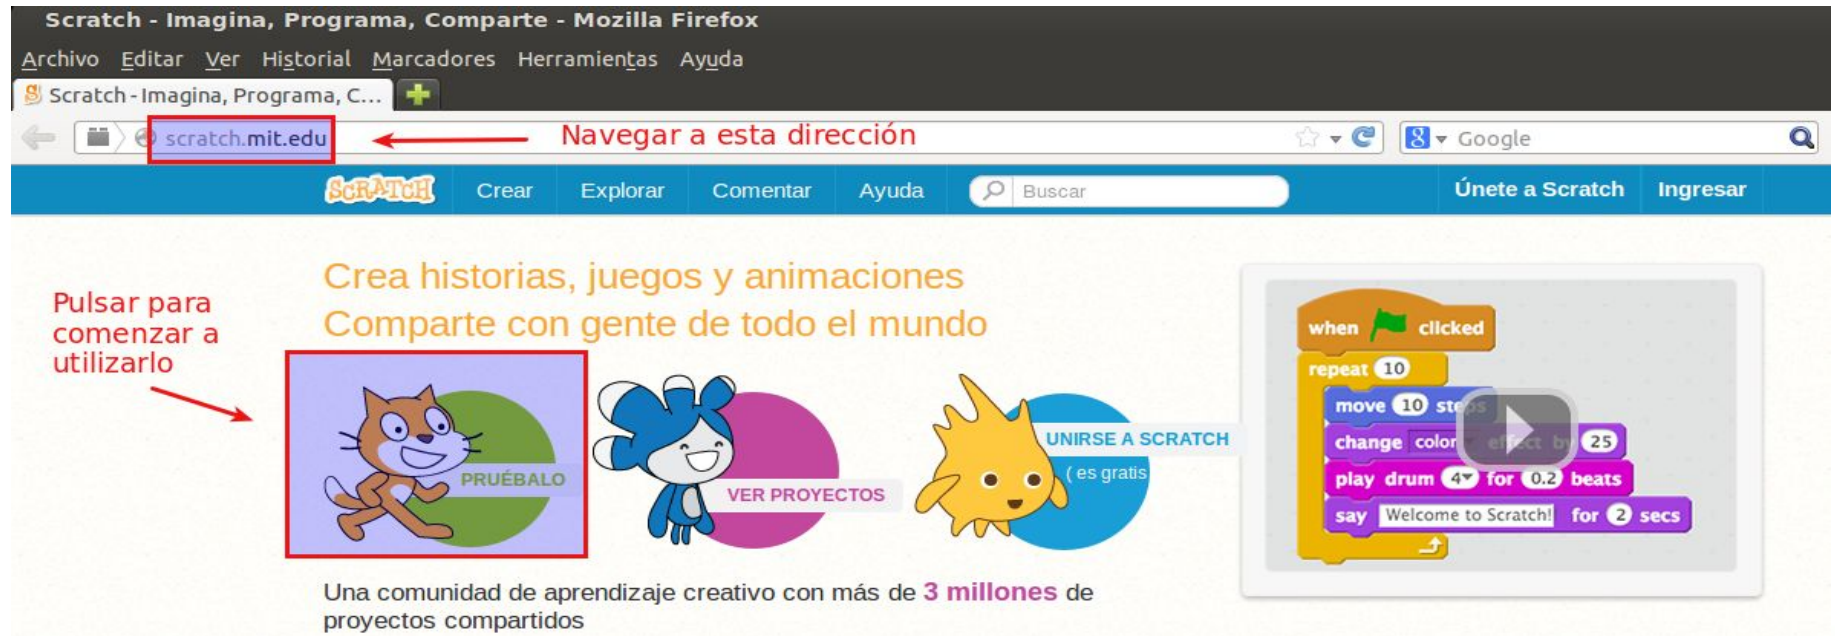 Scratch - Imagina, Programa, Comparte - Mozilla Firefox
Archivo Editar Ver Historial Marcadores Herramientas Ayuda
Scratch - Imagina, Programa, C...
scratch.mit.edu
Navegar a esta dirección
Google
SCRATCH Crear Explorar Comentar Ayuda Buscar Únete a Scratch Ingresar
Crea historias, juegos y animaciones
Comparte con gente de todo el mundo
Pulsar para
comenzar a
utilizarlo
PRUÉBALO
VER PROYECTOS
UNIRSE A SCRATCH
( es gratis
when clicked
repeat 10
move 10 steps
change color effect by 25
play drum 4 for 0.2 beats
say Welcome to Scratch! for 2 secs
Una comunidad de aprendizaje creativo con más de 3 millones de
proyectos compartidos